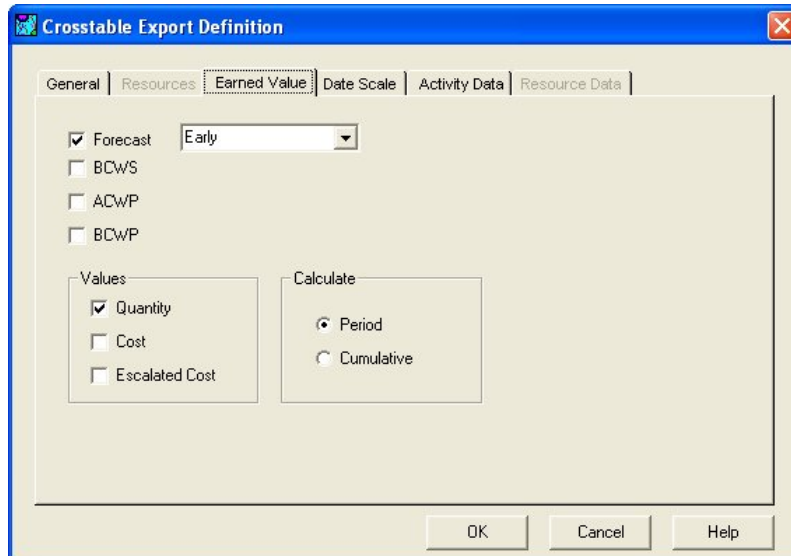 Crosstable Export Definition
General Resources Earned Value Date Scale Activity Data Resource Data
Forecast Early
BCWS
ACWP
BCWP
Values
Quantity
Cost
Escalated Cost
Calculate
Period
Cumulative
OK Cancel Help